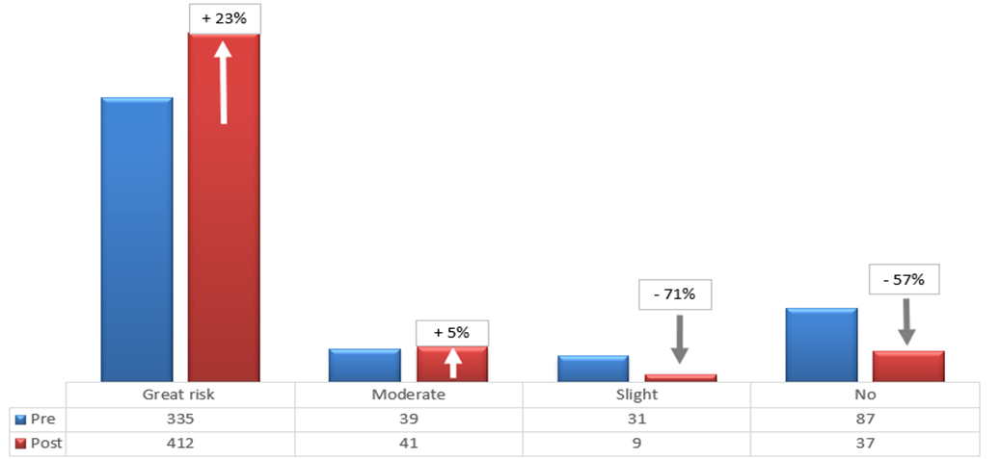 + 23%
+ 5%
- 71%
- 57%
Great risk Moderate Slight No
Pre 335 39 31 87
Post 412 41 9 37